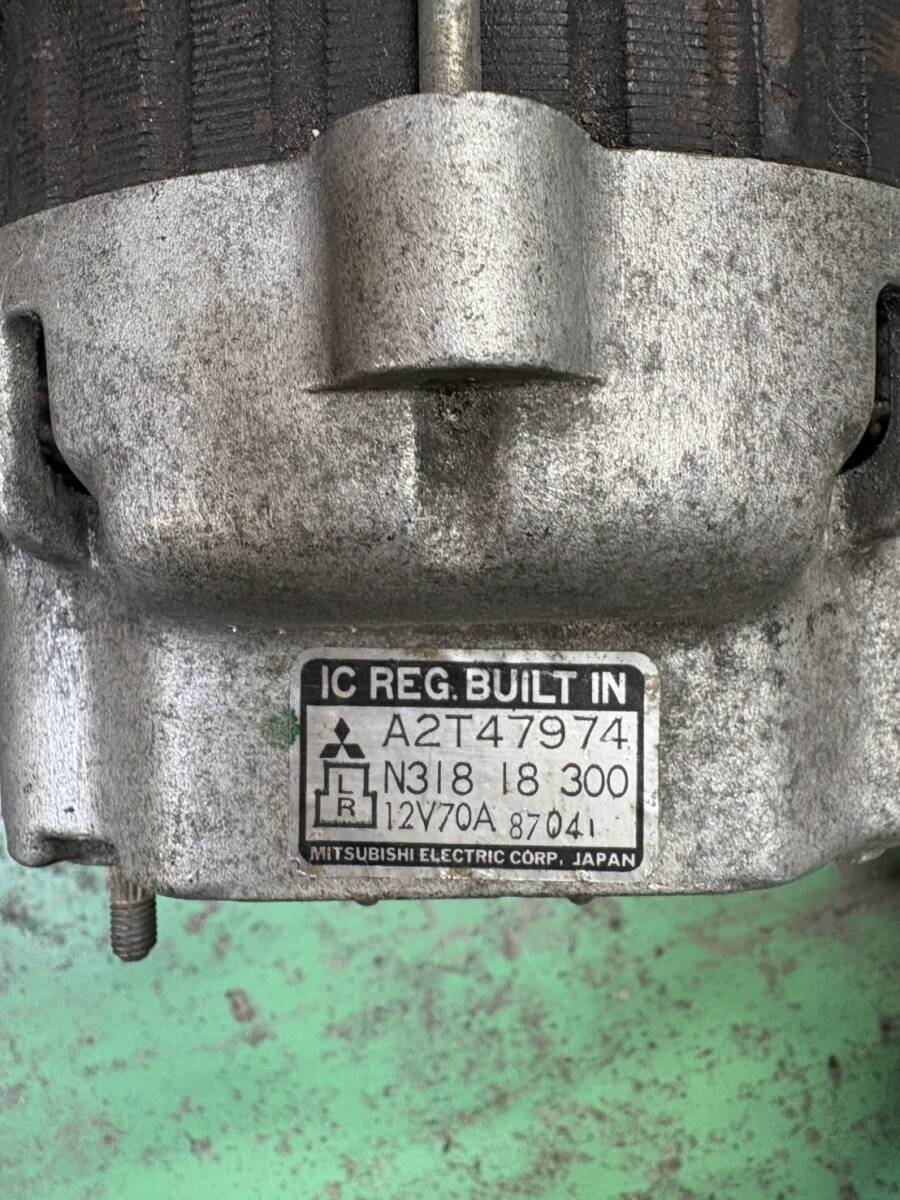 IC REG. BUILT IN
A2T47974
L
R
N318 18 300
12V70A 87041
MITSUBISHI ELECTRIC CORP. JAPAN